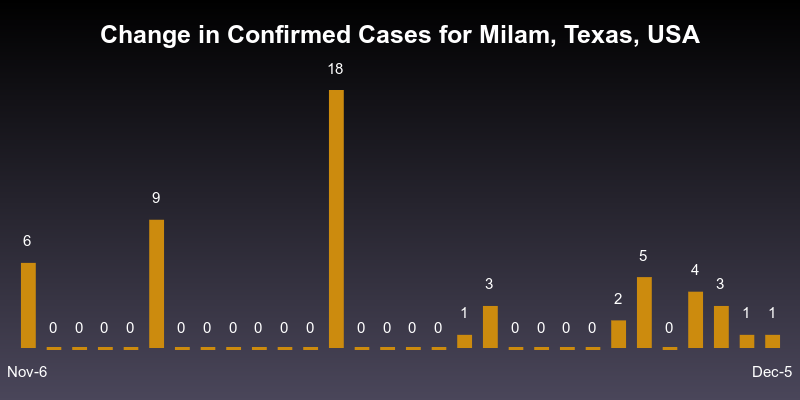 Change in Confirmed Cases for Milam, Texas, USA
6 0 0 0 0 9 0 0 0 0 0 0 18 0 0 0 0 1 3 0 0 0 0 2 5 0 4 3 1 1
Nov-6 Dec-5